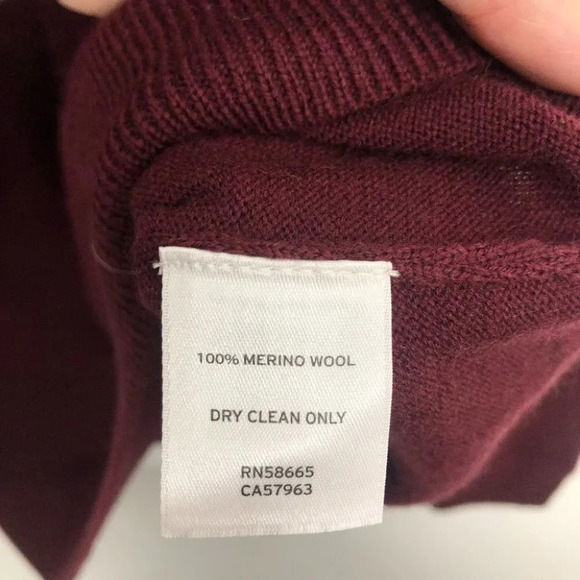 100% MERINO WOOL
DRY CLEAN ONLY
RN58665
CA57963